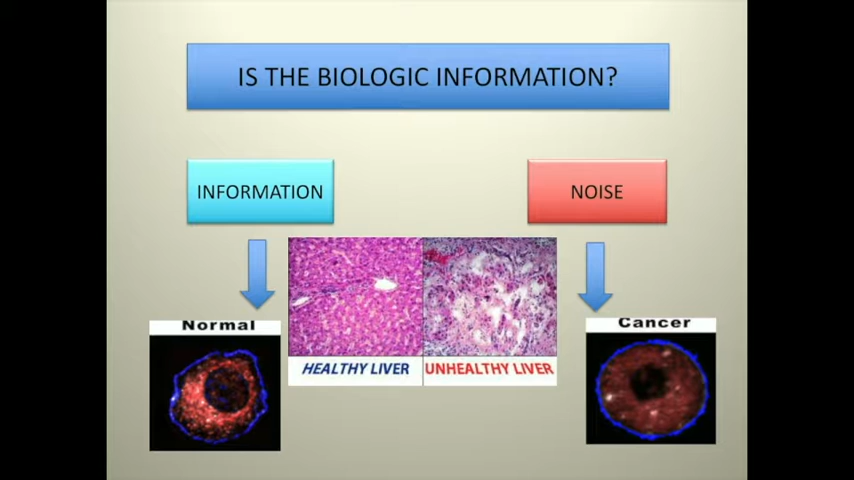 IS THE BIOLOGIC INFORMATION?
INFORMATION
NOISE
Normal
HEALTHY LIVER
UNHEALTHY LIVER
Cancer